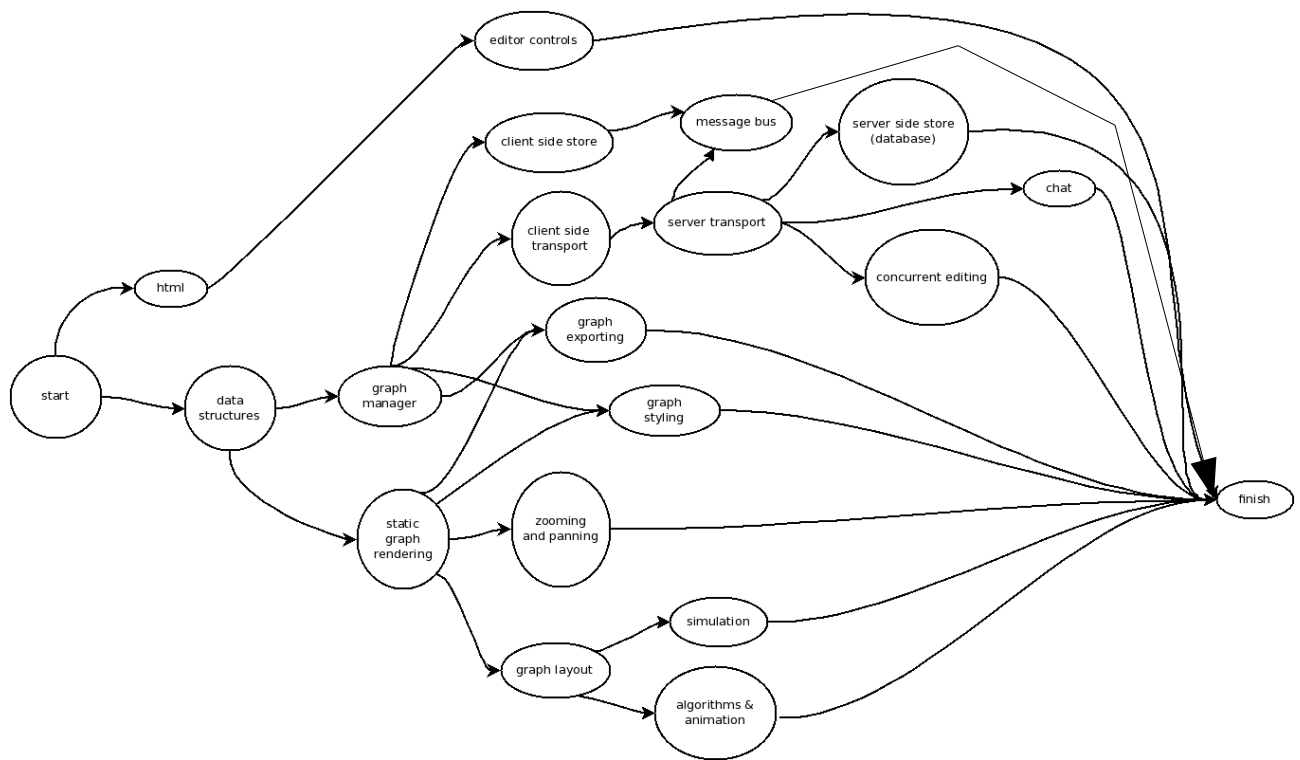 editor controls
message bus
server side store
(database)
client side store
chat
client side
transport
server transport
concurrent editing
html
graph
exporting
start
data
structures
graph
manager
graph
styling
static
graph
rendering
zooming
and panning
finish
simulation
graph layout
algorithms &
animation